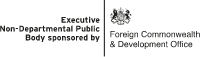 Executive
Non-Departmental Public
Body sponsored by
Foreign Commonwealth
& Development Office